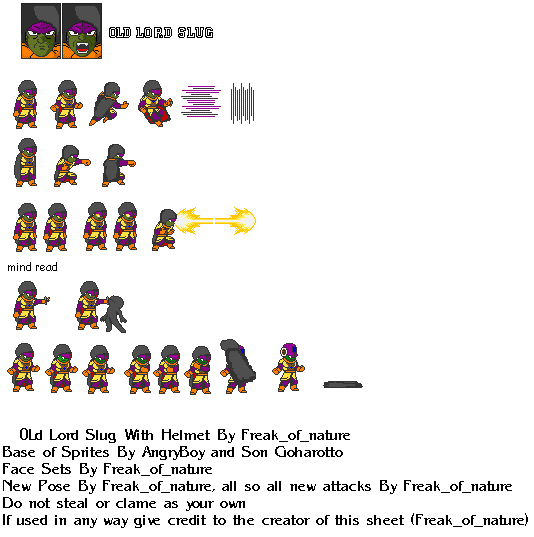 OLD LORD SLUG
mind read
OLd Lord Slug With Helmet By Freak_of_nature
Base of Sprites By AngryBoy and Son Goharotto
Face Sets By Freak_of_nature
New Pose By Freak_of_nature, all so all new attacks By Freak_of_nature
Do not steal or clame as your own
If used in any way give credit to the creator of this sheet (Freak_of_nature)